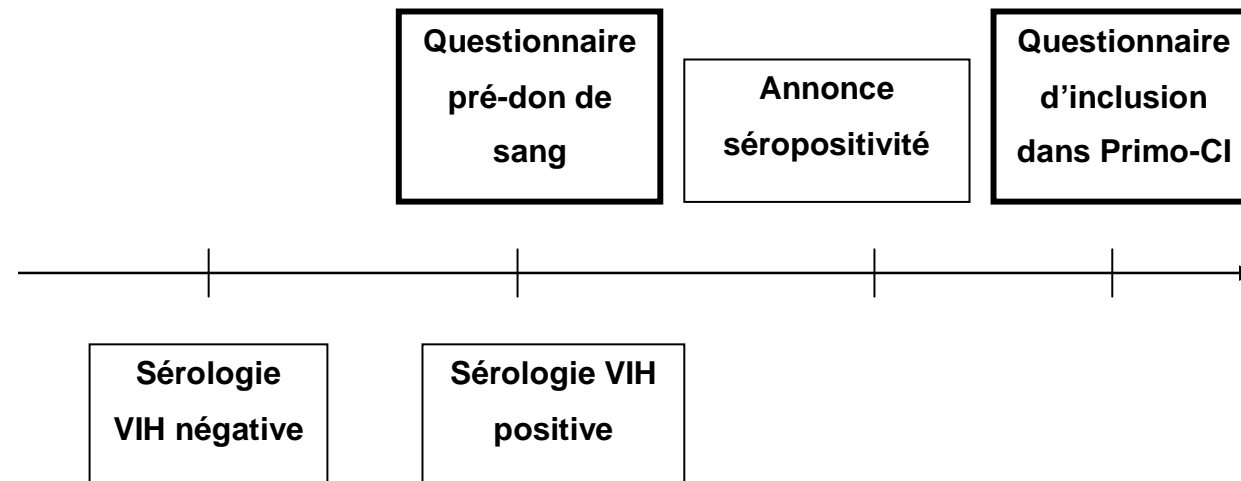 Questionnaire
pré-don de
sang
Annonce
séropositivité
Questionnaire
d’inclusion
dans Primo-CI
Sérologie
VIH négative
Sérologie VIH
positive